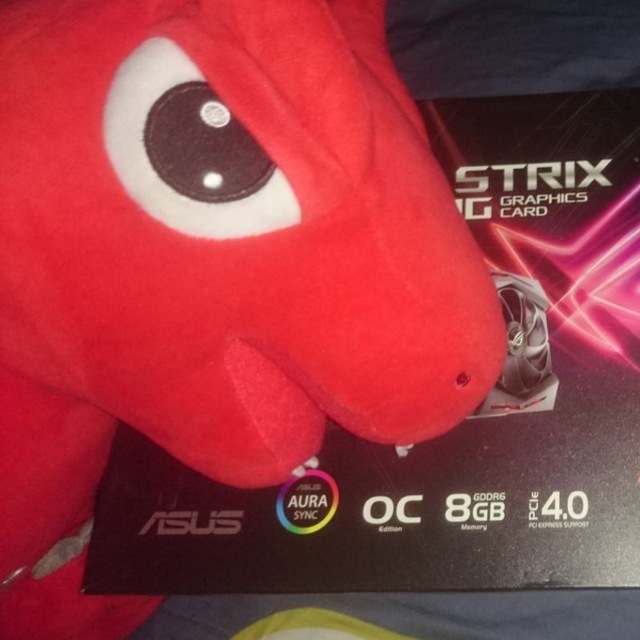 STRIX
G GRAPHICS
CARD
ASUS
ASUS
AURA
SYNC
OC
Edition
8GB
GDDR6
Memory
PCIe 4.0
PCI EXPRESS SUPPORT